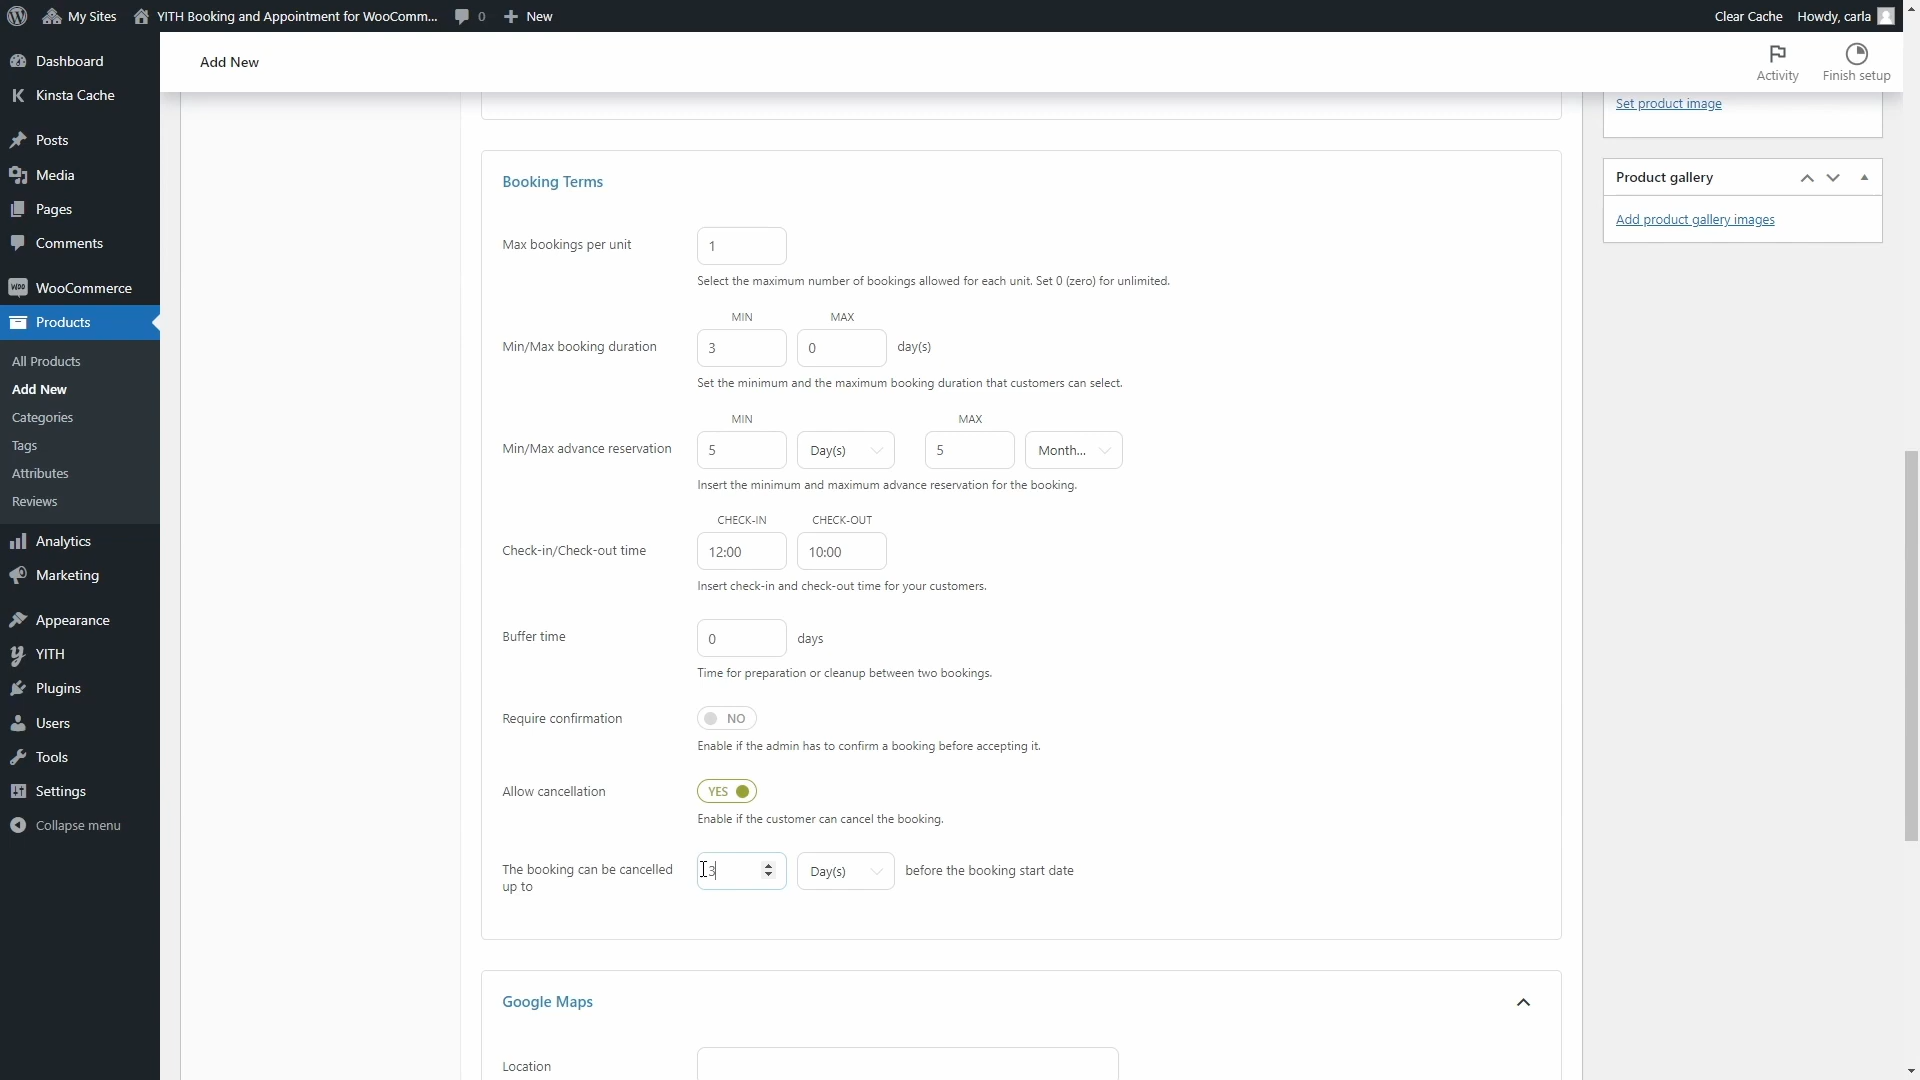 My Sites
YITH Booking and Appointment for WooComm...
0
New
Clear Cache
Howdy, carla
Dashboard
Kinsta Cache
Posts
Media
Pages
Comments
WooCommerce
Products
All Products
Add New
Categories
Tags
Attributes
Reviews
Analytics
Marketing
Appearance
YITH
Plugins
Users
Tools
Settings
Collapse menu
Add New
Activity
Finish setup
Set product image
Product gallery
Add product gallery images
Booking Terms
Max bookings per unit
1
Select the maximum number of bookings allowed for each unit. Set 0 (zero) for unlimited.
MIN MAX
Min/Max booking duration
3 0 day(s)
Set the minimum and the maximum booking duration that customers can select.
MIN MAX
Min/Max advance reservation
5 Day(s) 5 Month...
Insert the minimum and maximum advance reservation for the booking.
CHECK-IN CHECK-OUT
Check-in/Check-out time
12:00 10:00
Insert check-in and check-out time for your customers.
Buffer time
0 days
Time for preparation or cleanup between two bookings.
Require confirmation
NO
Enable if the admin has to confirm a booking before accepting it.
Allow cancellation
YES
Enable if the customer can cancel the booking.
The booking can be cancelled
up to
3 Day(s) before the booking start date
Google Maps
Location